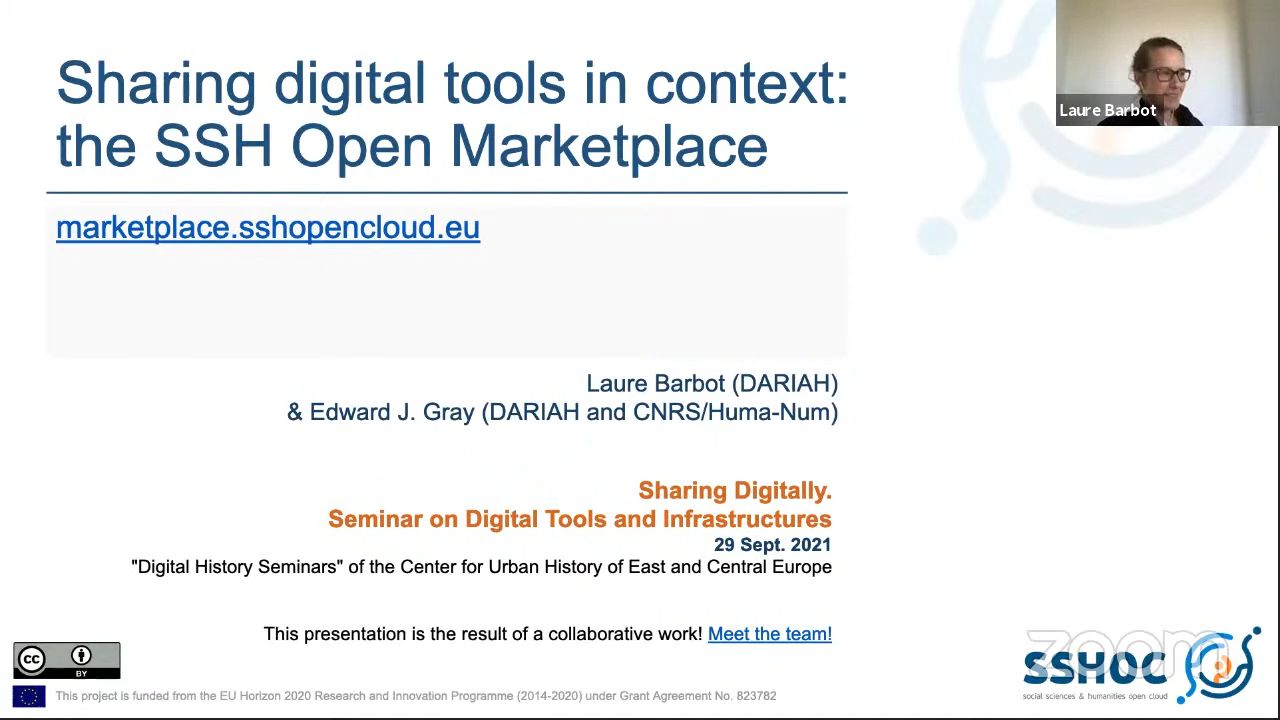 Sharing digital tools in context:
the SSH Open Marketplace
Laure Barbot
marketplace.sshopencloud.eu
Laure Barbot (DARIAH)
& Edward J. Gray (DARIAH and CNRS/Huma-Num)
Sharing Digitally.
Seminar on Digital Tools and Infrastructures
29 Sept. 2021
"Digital History Seminars" of the Center for Urban History of East and Central Europe
This presentation is the result of a collaborative work! Meet the team!
cc
BY
zoom
SSHOC
social sciences & humanities open cloud
This project is funded from the EU Horizon 2020 Research and Innovation Programme (2014-2020) under Grant Agreement No. 823782